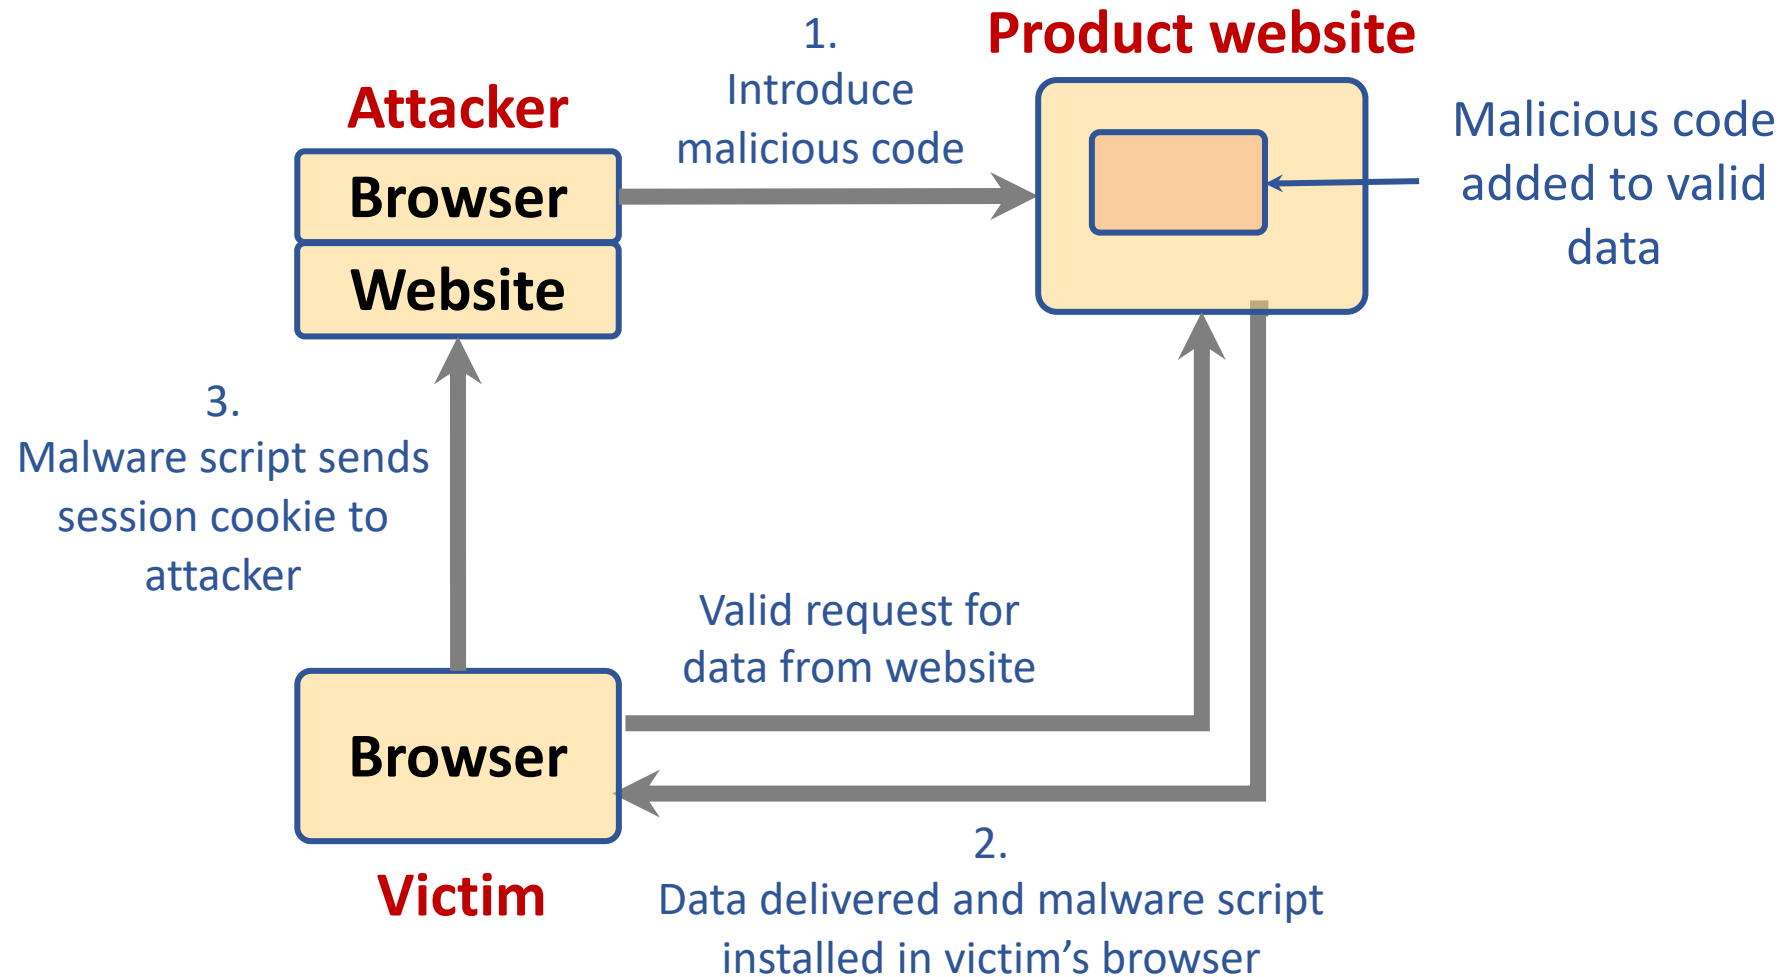 Product website
1.
Introduce
malicious code
Attacker
Browser
Website
Malicious code
added to valid
data
3.
Malware script sends
session cookie to
attacker
Valid request for
data from website
Browser
Victim
2.
Data delivered and malware script
installed in victim’s browser